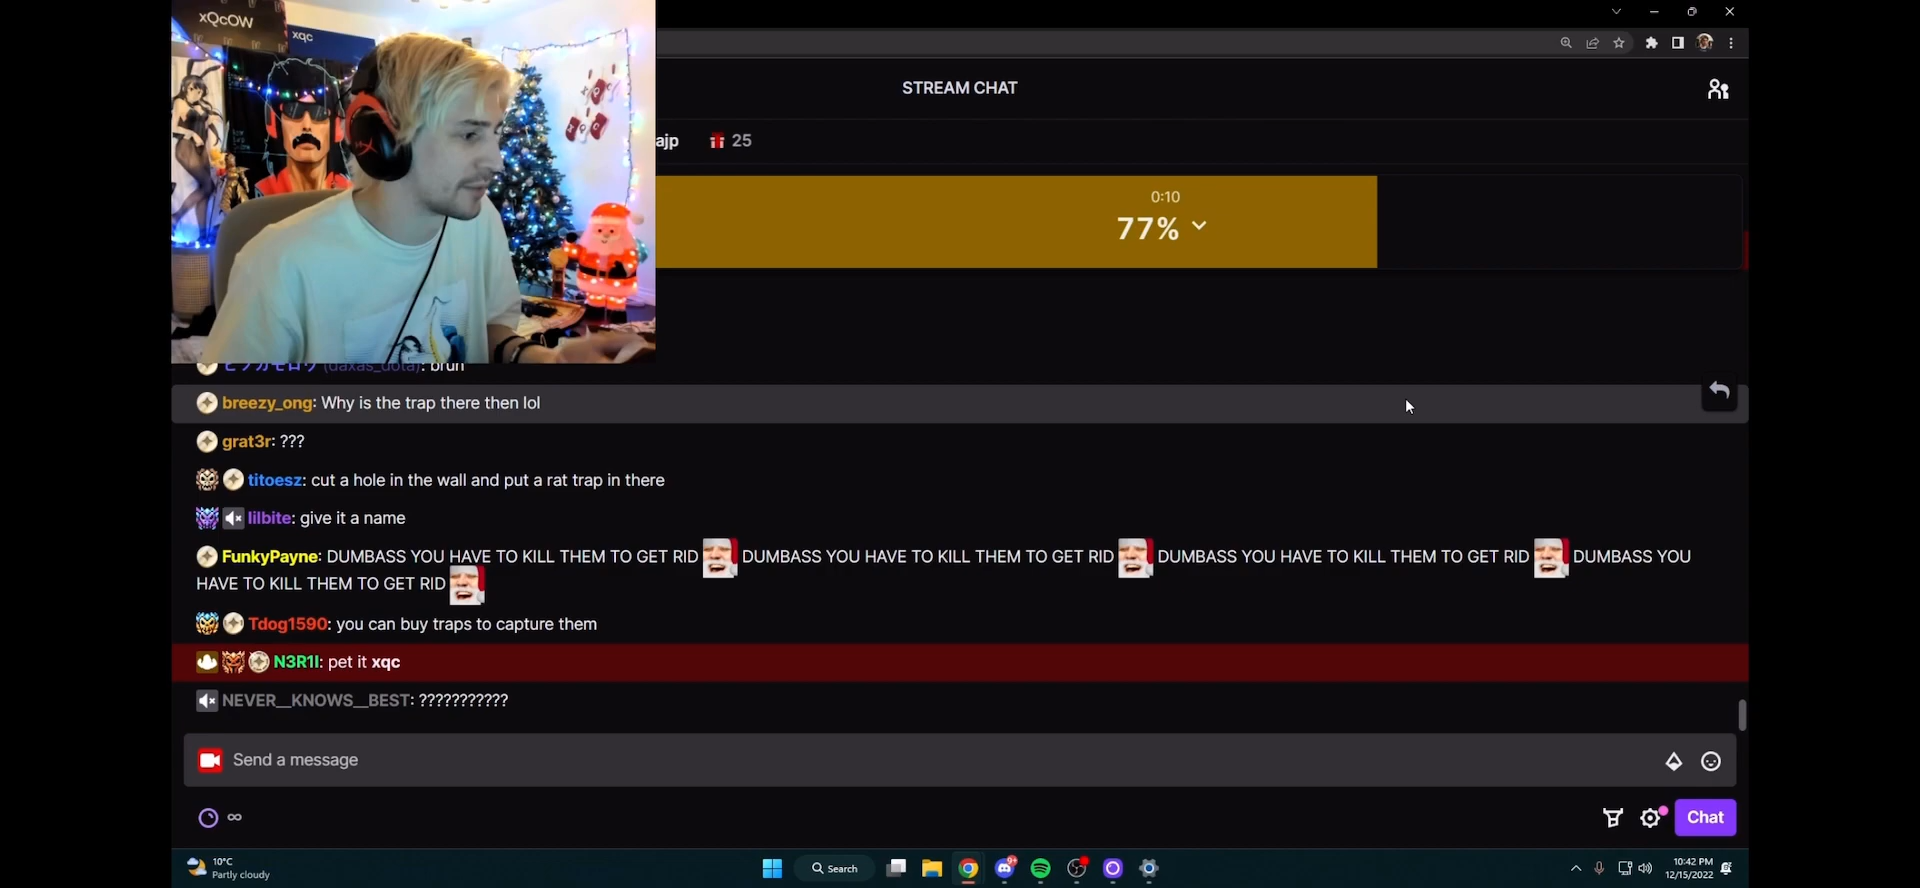 xQcOW
xqc
STREAM CHAT
ajp 25
0:10
77%
(daxas_dota): bruh
breezy_ong: Why is the trap there then lol
grat3r: ???
titoesz: cut a hole in the wall and put a rat trap in there
lilbite: give it a name
FunkyPayne: DUMBASS YOU HAVE TO KILL THEM TO GET RID DUMBASS YOU HAVE TO KILL THEM TO GET RID DUMBASS YOU HAVE TO KILL THEM TO GET RID DUMBASS YOU
HAVE TO KILL THEM TO GET RID
Tdog1590: you can buy traps to capture them
N3R1I: pet it xqc
NEVER__KNOWS__BEST: ???????????
Send a message
∞
Chat
10°C
Partly cloudy
Search
9+
10:42 PM
12/15/2022